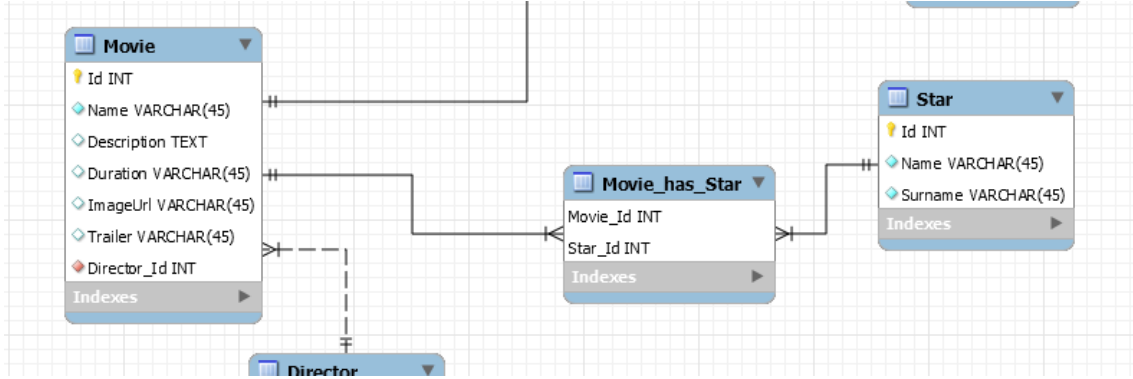 Movie
Id INT
Name VARCHAR(45)
Description TEXT
Duration VARCHAR(45)
ImageUrl VARCHAR(45)
Trailer VARCHAR(45)
Director_Id INT
Indexes
Movie_has_Star
Movie_Id INT
Star_Id INT
Indexes
Star
Id INT
Name VARCHAR(45)
Surname VARCHAR(45)
Indexes
Director